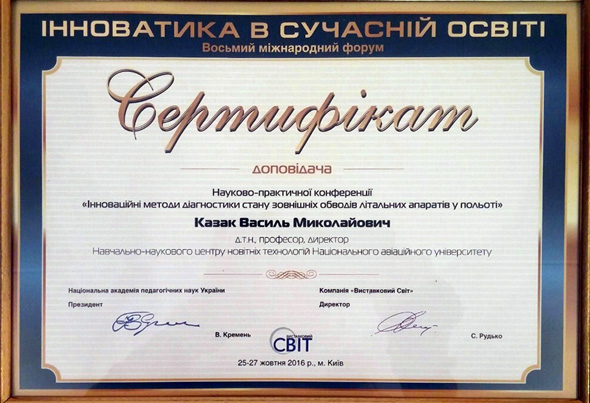 ІННОВАТИКА В СУЧАСНІЙ ОСВІТІ
Восьмий міжнародний форум
Сертифікат
ДОПОВІДАЧА
Науково-практичної конференції
«Інноваційні методи діагностики стану зовнішніх обводів літальних апаратів у польоті»
Казак Василь Миколайович
д.т.н., професор, директор
Навчально-наукового центру новітніх технологій Національного авіаційного університету
Національна академія педагогічних наук України
Президент
В. Кремень
Компанія «Виставковий Світ»
Директор
С. Рудько
ВИСТАВКОВИЙ
СВІТ
25-27 жовтня 2016 р., м. Київ